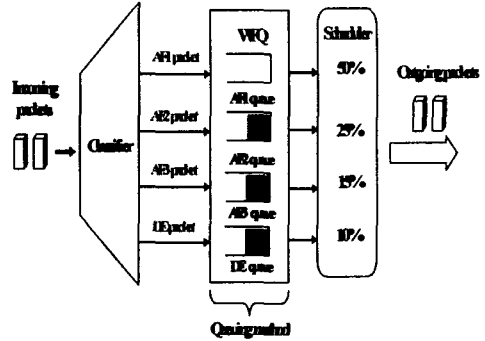 WFQ
Scheduler
Incoming
packets
Classifier
AF1 packet
AF2 packet
AF3 packet
DE packet
AF1 queue
AF2 queue
AF3 queue
DE queue
50%
25%
15%
10%
Outgoing packets
Queuing method